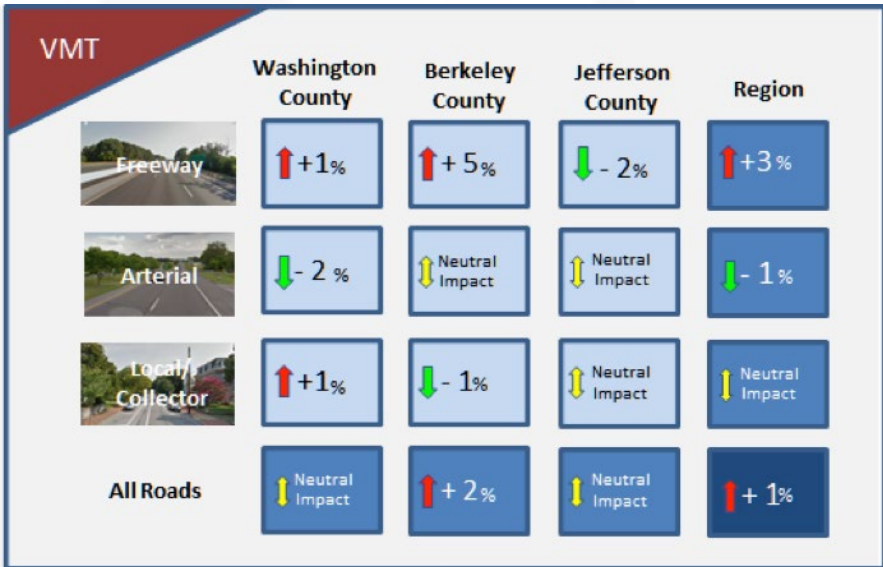 VMT
Washington County
Berkeley County
Jefferson County
Region
Freeway
+1%
+ 5%
- 2%
+3 %
Arterial
- 2 %
Neutral Impact
Neutral Impact
- 1%
Local/s Collector
+1%
- 1%
Neutral Impact
Neutral Impact
All Roads
Neutral Impact
+ 2%
Neutral Impact
+ 1%